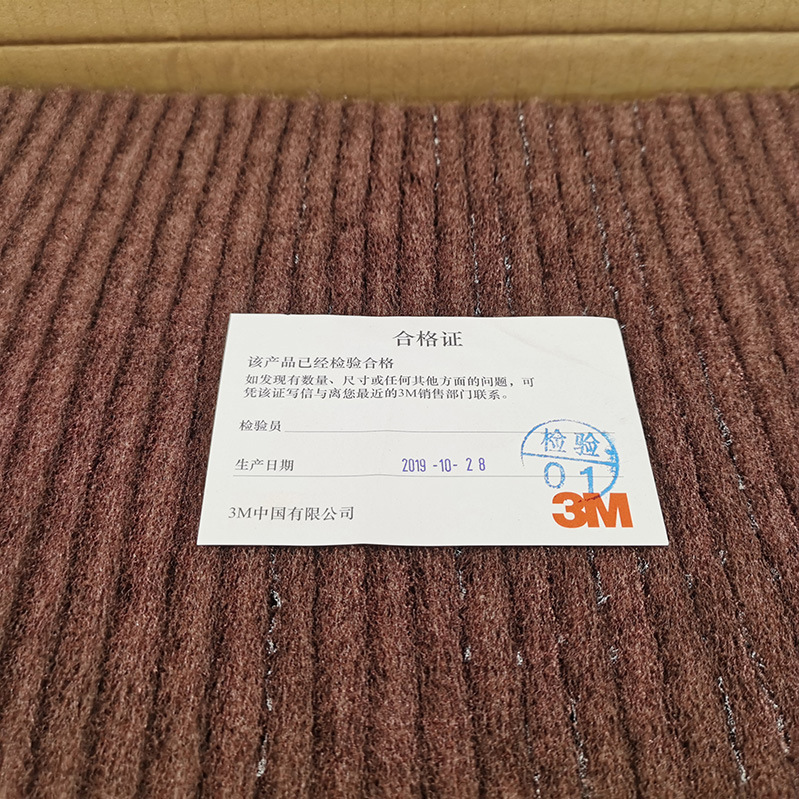 合格证
该产品已经检验合格
如发现有数量、尺寸或任何其他方面的问题，可
凭该证写信与离您最近的3M销售部门联系。
检验员
检验
01
生产日期 2019-10-28
3M
3M中国有限公司